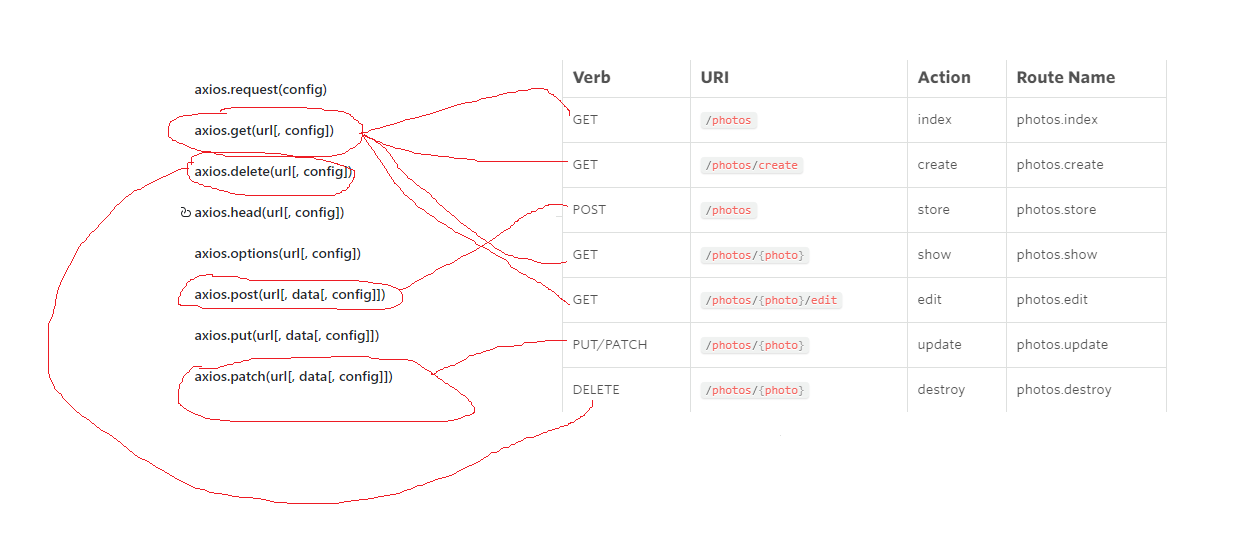 axios.request(config)
axios.get(url[, config])
axios.delete(url[, config])
axios.head(url[, config])
axios.options(url[, config])
axios.post(url[, data[, config]])
axios.put(url[, data[, config]])
axios.patch(url[, data[, config]])
Verb URI Action Route Name
GET /photos index photos.index
GET /photos/create create photos.create
POST /photos store photos.store
GET /photos/{photo} show photos.show
GET /photos/{photo}/edit edit photos.edit
PUT/PATCH /photos/{photo} update photos.update
DELETE /photos/{photo} destroy photos.destroy